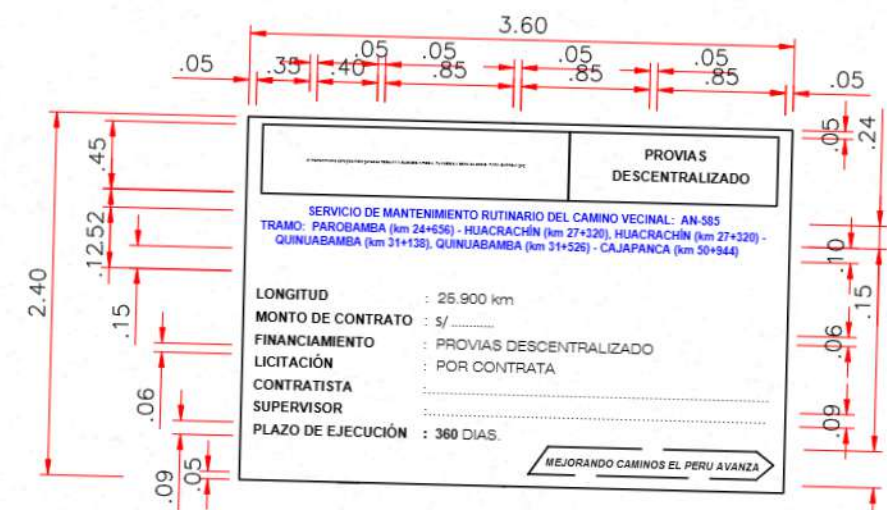 3.60
.05 .35 .40 .05 .85 .05 .85 .05 .85 .05 .05
.45
.12 .52
.15
2.40
.06
.09
.05
.05
.24
.10
.15
.06
.09
PROVIAS
DESCENTRALIZADO
SERVICIO DE MANTENIMIENTO RUTINARIO DEL CAMINO VECINAL: AN-585
TRAMO: PAROBAMBA (km 24+656) - HUACRACHÍN (km 27+320), HUACRACHÍN (km 27+320) -
QUINUABAMBA (km 31+138), QUINUABAMBA (km 31+526) - CAJAPANCA (km 50+944)
LONGITUD : 25.900 km
MONTO DE CONTRATO : S/ ............
FINANCIAMIENTO : PROVIAS DESCENTRALIZADO
LICITACIÓN : POR CONTRATA
CONTRATISTA :
SUPERVISOR :
PLAZO DE EJECUCIÓN : 360 DIAS.
MEJORANDO CAMINOS EL PERU AVANZA